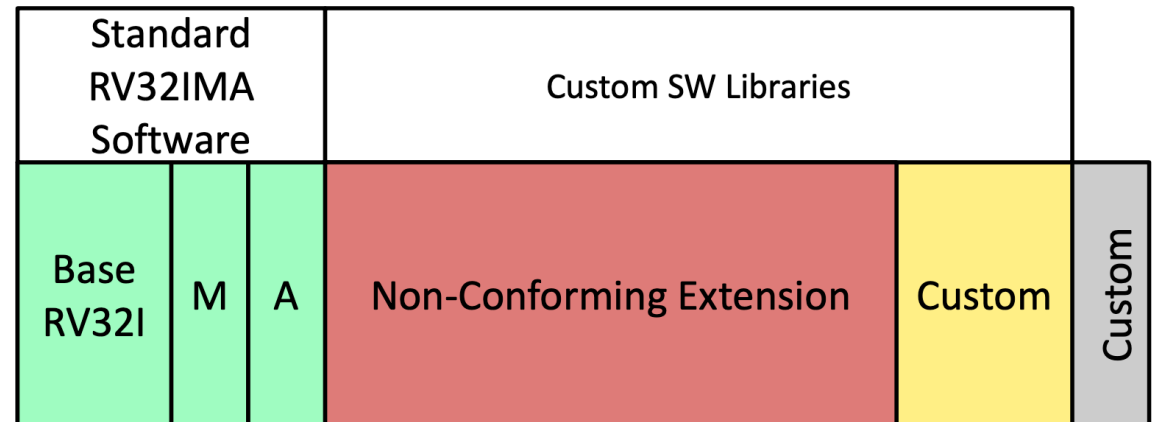 Standard
RV32IMA
Software
Custom SW Libraries
Base
RV32I
M
A
Non-Conforming Extension
Custom
Custom